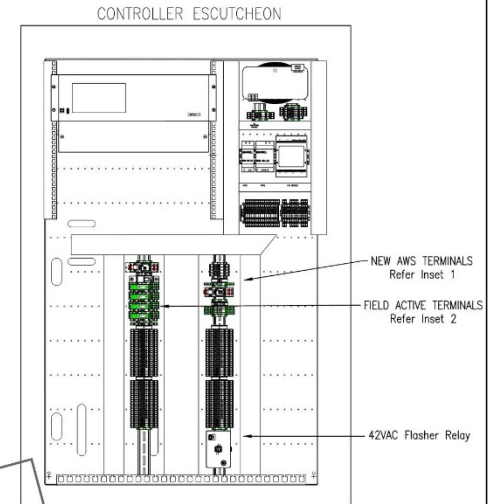 CONTROLLER ESCUTCHEON
NEW AWS TERMINALS
Refer Inset 1
FIELD ACTIVE TERMINALS
Refer Inset 2
42VAC Flasher Relay